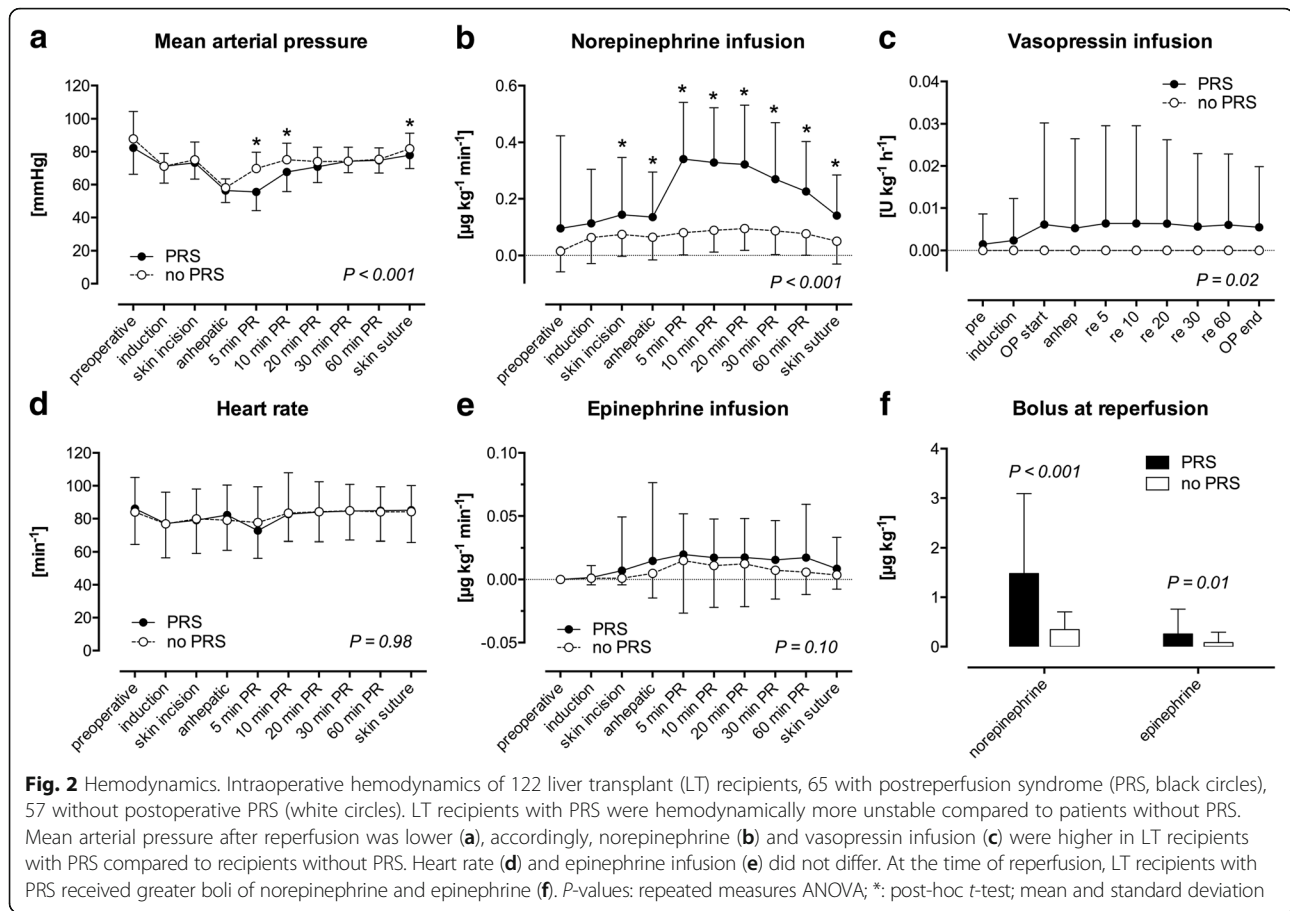 a Mean arterial pressure
[mmHg]
120
100
80
60
40
20
0
* * *
PRS
no PRS
P < 0.001
preoperative
induction
skin incision
anhepatic
5 min PR
10 min PR
20 min PR
30 min PR
60 min PR
skin suture
b Norepinephrine infusion
[µg kg-1 min-1]
0.6
0.4
0.2
0.0
* * * * * * * *
PRS
no PRS
P < 0.001
preoperative
induction
skin incision
anhepatic
5 min PR
10 min PR
20 min PR
30 min PR
60 min PR
skin suture
c Vasopressin infusion
[U kg-1 h-1]
0.04
0.03
0.02
0.01
0.00
PRS
no PRS
P = 0.02
pre
induction
OP start
anhep
re 5
re 10
re 20
re 30
re 60
OP end
d Heart rate
[min-1]
120
100
80
60
40
20
0
PRS
no PRS
P = 0.98
preoperative
induction
skin incision
anhepatic
5 min PR
10 min PR
20 min PR
30 min PR
60 min PR
skin suture
e Epinephrine infusion
[µg kg-1 min-1]
0.10
0.05
0.00
-0.05
PRS
no PRS
P = 0.10
preoperative
induction
skin incision
anhepatic
5 min PR
10 min PR
20 min PR
30 min PR
60 min PR
skin suture
f Bolus at reperfusion
[µg kg-1]
4
3
2
1
0
P < 0.001
PRS
no PRS
P = 0.01
norepinephrine
epinephrine
Fig. 2 Hemodynamics. Intraoperative hemodynamics of 122 liver transplant (LT) recipients, 65 with postreperfusion syndrome (PRS, black circles),
57 without postoperative PRS (white circles). LT recipients with PRS were hemodynamically more unstable compared to patients without PRS.
Mean arterial pressure after reperfusion was lower (a), accordingly, norepinephrine (b) and vasopressin infusion (c) were higher in LT recipients
with PRS compared to recipients without PRS. Heart rate (d) and epinephrine infusion (e) did not differ. At the time of reperfusion, LT recipients with
PRS received greater boli of norepinephrine and epinephrine (f). P-values: repeated measures ANOVA; *: post-hoc t-test; mean and standard deviation